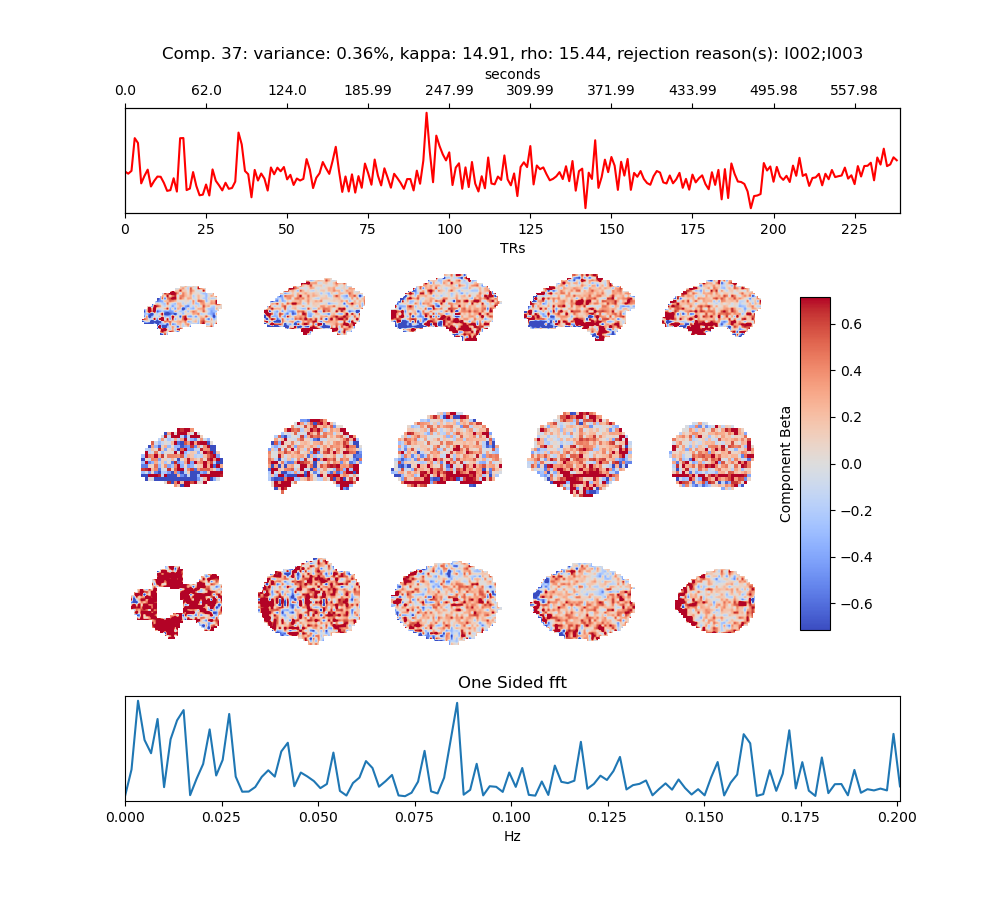 Comp. 37: variance: 0.36%, kappa: 14.91, rho: 15.44, rejection reason(s): I002;I003
seconds
0.0 62.0 124.0 185.99 247.99 309.99 371.99 433.99 495.98 557.98
0 25 50 75 100 125 150 175 200 225
TRs
0.6
0.4
0.2
0.0
−0.2
−0.4
−0.6
Component Beta
One Sided fft
0.000 0.025 0.050 0.075 0.100 0.125 0.150 0.175 0.200
Hz